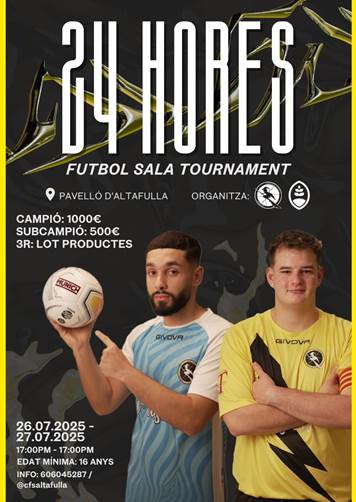 24 HORES
FUTBOL SALA TOURNAMENT
PAVELLÓ D'ALTAFULLA
ORGANITZA:
CAMPIÓ: 1000€
SUBCAMPIÓ: 500€
3R: LOT PRODUCTES
MUNICH
GIVOVA
GIVOVA
26.07.2025 -
27.07.2025
17:00PM - 17:00PM
EDAT MÍNIMA: 16 ANYS
INFO: 606045287 /
@cfsaltafulla